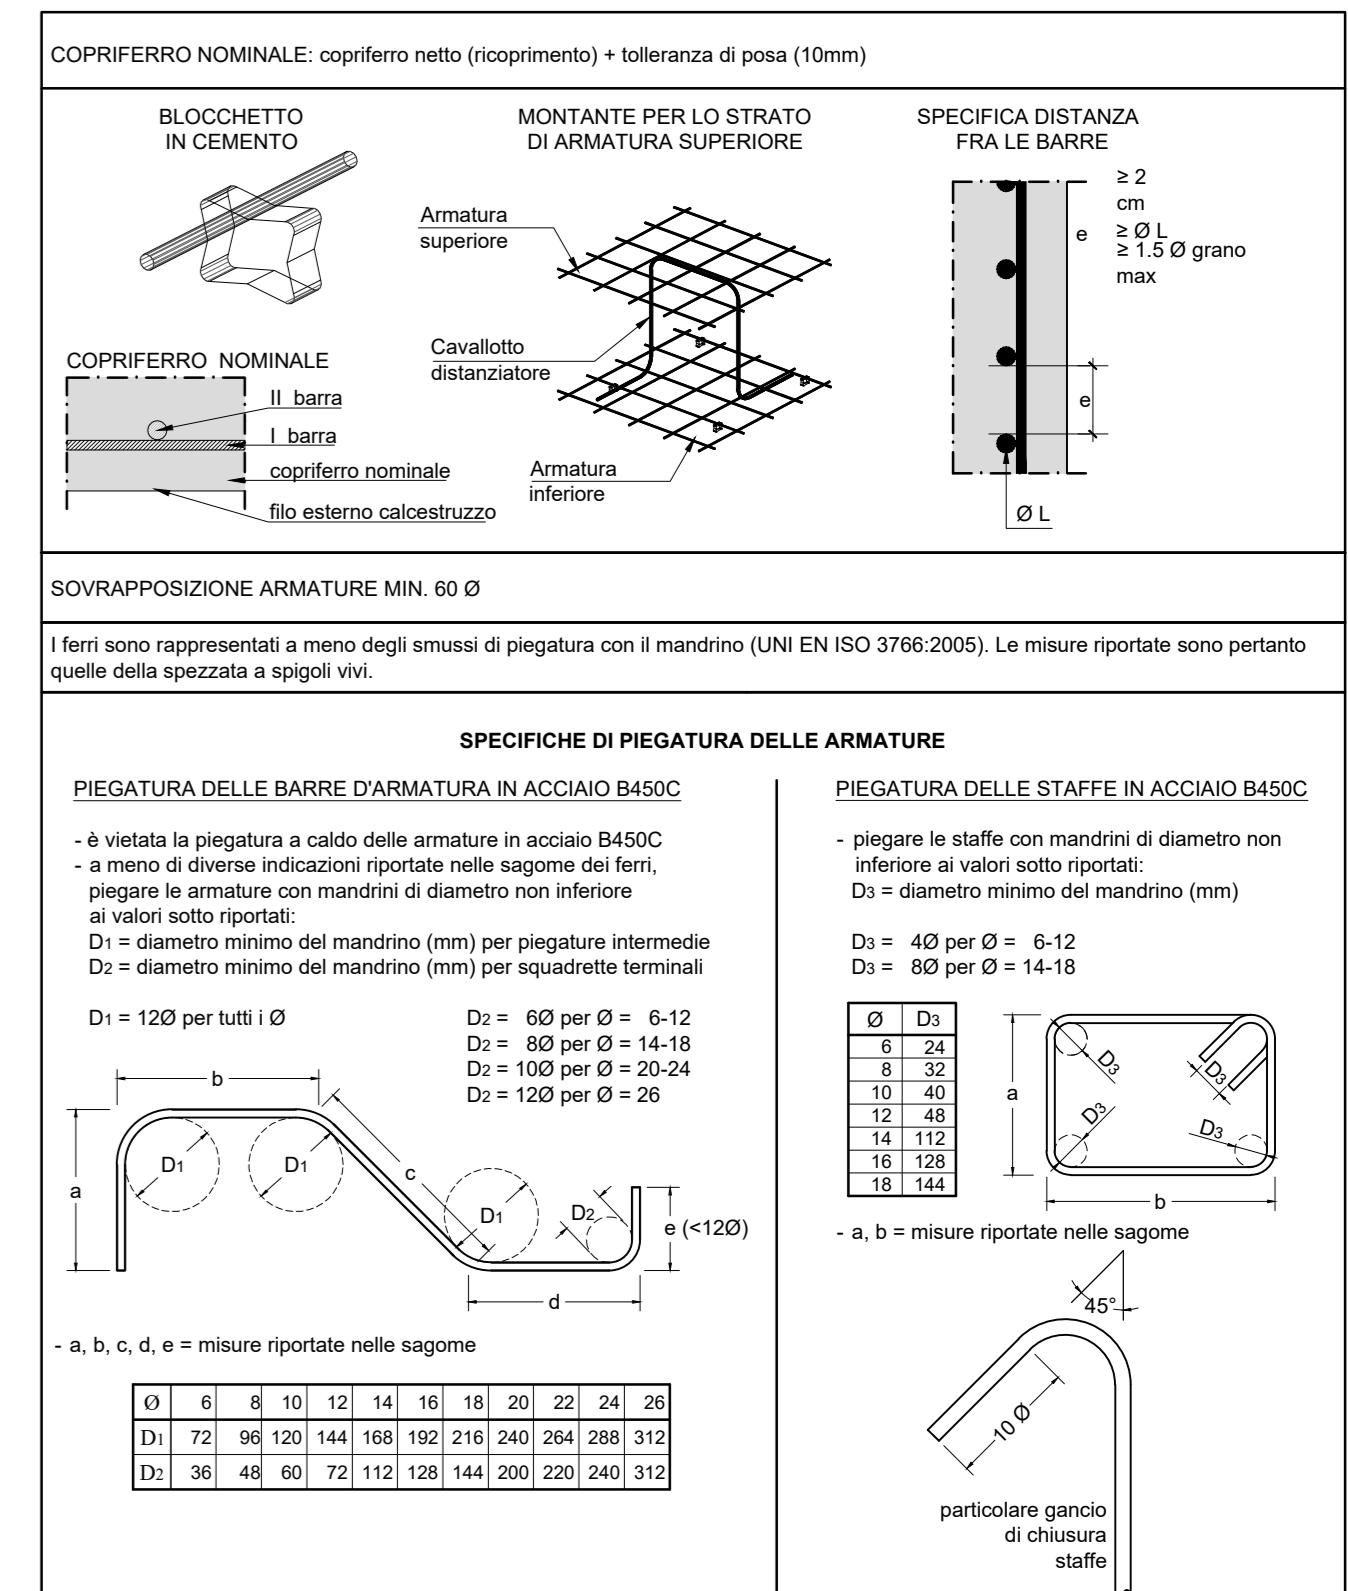 COPRIFERRO NOMINALE: copriferro netto (ricoprimento) + tolleranza di posa (10mm)
BLOCCHETTO
IN CEMENTO
MONTANTE PER LO STRATO
DI ARMATURA SUPERIORE
SPECIFICA DISTANZA
FRA LE BARRE
Armatura
superiore
Cavallotto
distanziatore
Armatura
inferiore
≥ 2
cm
≥ Ø L
≥ 1.5 Ø grano
max
e
e
Ø L
COPRIFERRO NOMINALE
II barra
I barra
copriferro nominale
filo esterno calcestruzzo
SOVRAPPOSIZIONE ARMATURE MIN. 60 Ø
I ferri sono rappresentati a meno degli smussi di piegatura con il mandrino (UNI EN ISO 3766:2005). Le misure riportate sono pertanto
quelle della spezzata a spigoli vivi.
SPECIFICHE DI PIEGATURA DELLE ARMATURE
PIEGATURA DELLE BARRE D'ARMATURA IN ACCIAIO B450C
- è vietata la piegatura a caldo delle armature in acciaio B450C
- a meno di diverse indicazioni riportate nelle sagome dei ferri,
piegare le armature con mandrini di diametro non inferiore
ai valori sotto riportati:
D1 = diametro minimo del mandrino (mm) per piegature intermedie
D2 = diametro minimo del mandrino (mm) per squadrette terminali
D1 = 12Ø per tutti i Ø
D2 = 6Ø per Ø = 6-12
D2 = 8Ø per Ø = 14-18
D2 = 10Ø per Ø = 20-24
D2 = 12Ø per Ø = 26
b
a
D1
D1
c
D1
D2
e (<12Ø)
d
- a, b, c, d, e = misure riportate nelle sagome
Ø 6 8 10 12 14 16 18 20 22 24 26
D1 72 96 120 144 168 192 216 240 264 288 312
D2 36 48 60 72 112 128 144 200 220 240 312
PIEGATURA DELLE STAFFE IN ACCIAIO B450C
- piegare le staffe con mandrini di diametro non
inferiore ai valori sotto riportati:
D3 = diametro minimo del mandrino (mm)
D3 = 4Ø per Ø = 6-12
D3 = 8Ø per Ø = 14-18
Ø D3
6 24
8 32
10 40
12 48
14 112
16 128
18 144
a
D3
D3
D3
D3
b
- a, b = misure riportate nelle sagome
45°
10 Ø
particolare gancio
di chiusura
staffe